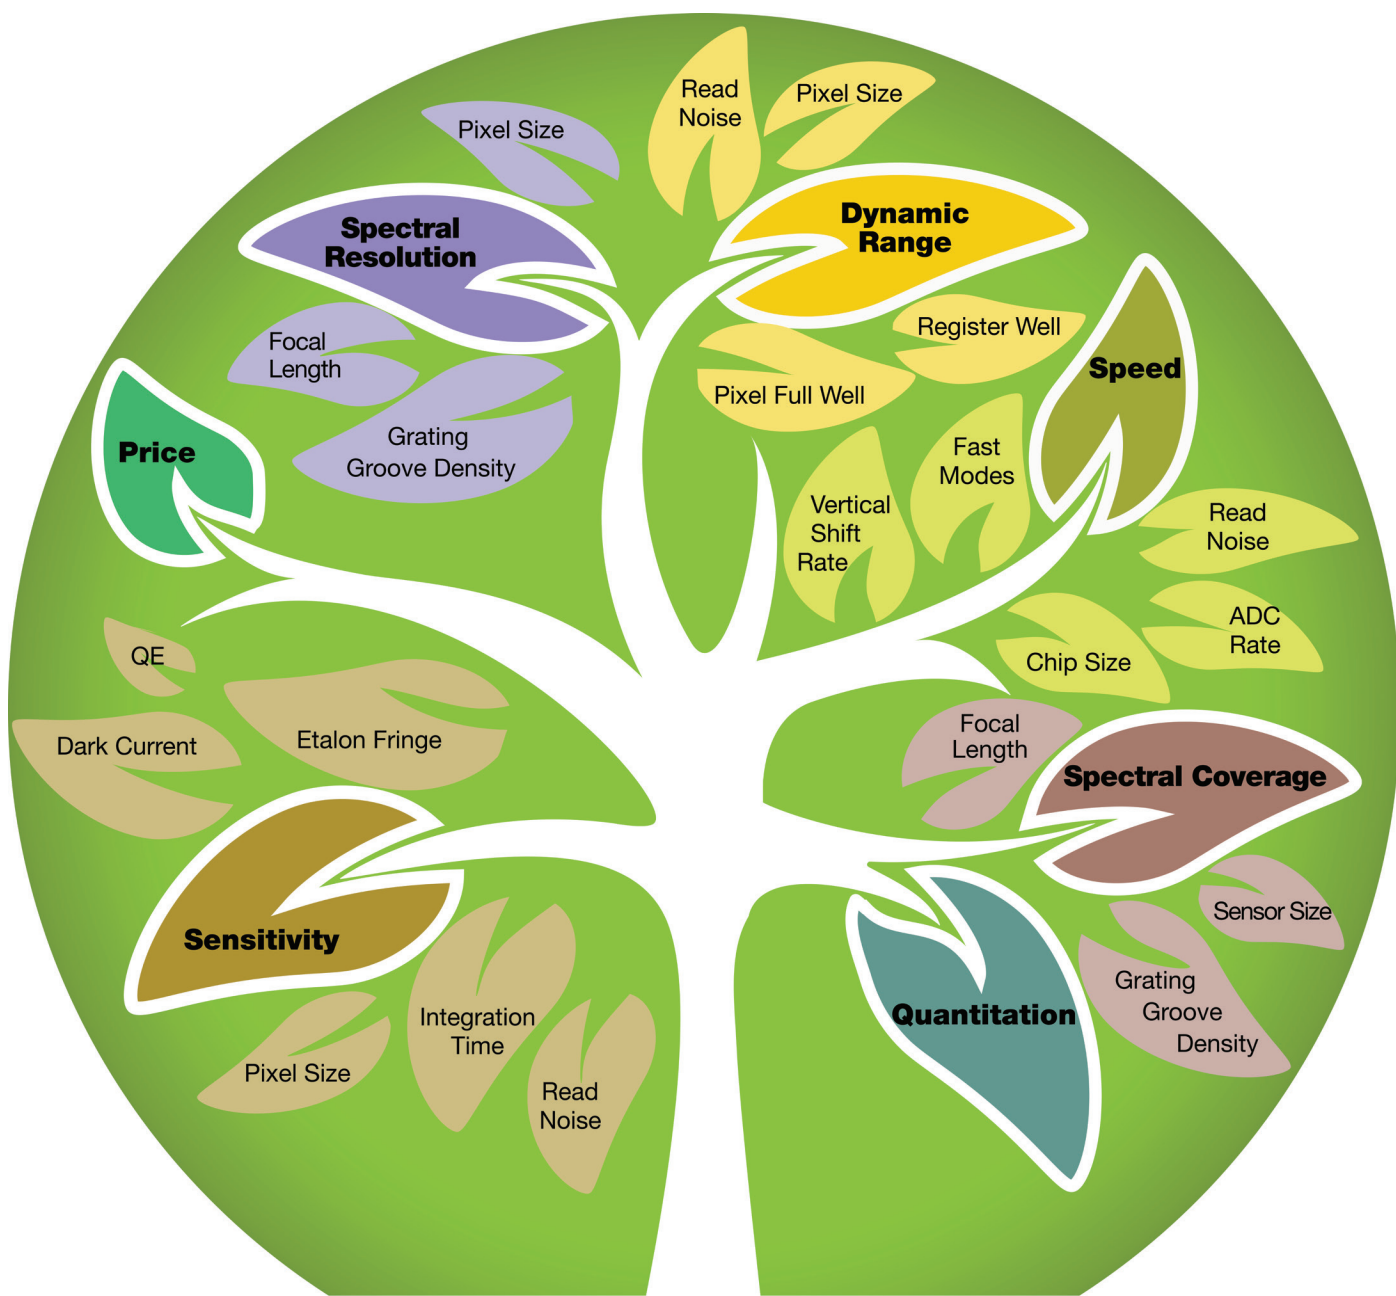 Read
Noise
Pixel Size
Pixel Size
Spectral
Resolution
Dynamic
Range
Focal
Length
Grating
Groove Density
Register Well
Pixel Full Well
Speed
Price
Fast
Modes
Vertical
Shift
Rate
Read
Noise
ADC
Rate
Chip Size
QE
Dark Current
Etalon Fringe
Focal
Length
Spectral Coverage
Sensor Size
Sensitivity
Grating
Groove
Density
Quantitation
Integration
Time
Pixel Size
Read
Noise